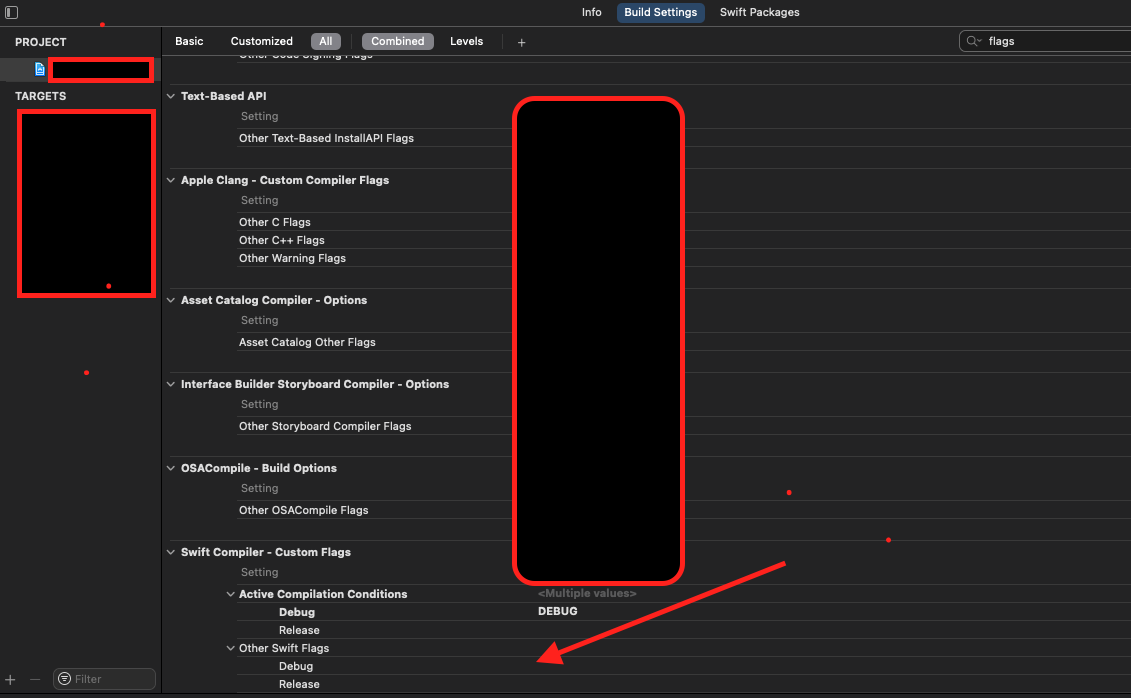 Info Build Settings Swift Packages
PROJECT
Basic Customized All Combined Levels +
flags
TARGETS
Other Code Signing Flags
Text-Based API
Setting
Other Text-Based InstallAPI Flags
Apple Clang - Custom Compiler Flags
Setting
Other C Flags
Other C++ Flags
Other Warning Flags
Asset Catalog Compiler - Options
Setting
Asset Catalog Other Flags
Interface Builder Storyboard Compiler - Options
Setting
Other Storyboard Compiler Flags
OSACompile - Build Options
Setting
Other OSACompile Flags
Swift Compiler - Custom Flags
Setting
Active Compilation Conditions <Multiple values>
Debug DEBUG
Release
Other Swift Flags
Debug
Release
+ − Filter